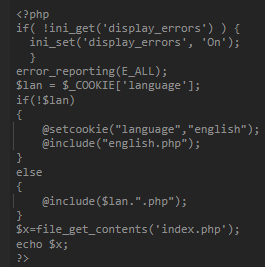 <?php
if( !ini_get('display_errors') ) {
  ini_set('display_errors', 'On');
  }
error_reporting(E_ALL);
$lan = $_COOKIE['language'];
if(!$lan)
{
    @setcookie("language","english");
    @include("english.php");
}
else
{
    @include($lan.".php");
}
$x=file_get_contents('index.php');
echo $x;
?>